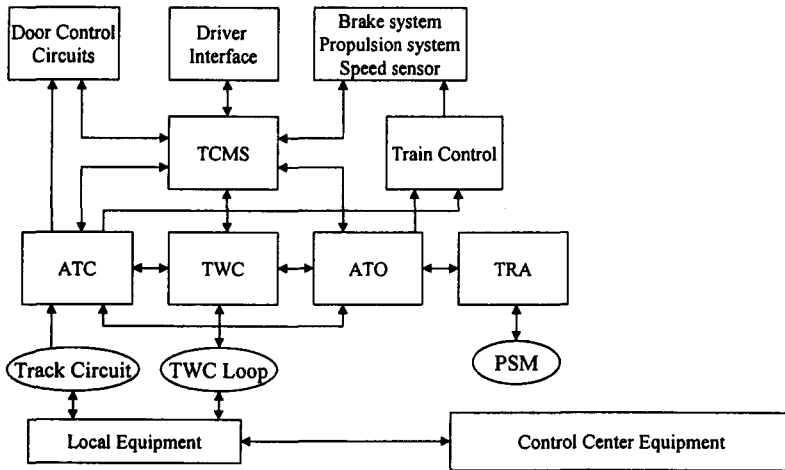 Door Control
Circuits
Driver
Interface
Brake system
Propulsion system
Speed sensor
TCMS
Train Control
ATC
TWC
ATO
TRA
Track Circuit
TWC Loop
PSM
Local Equipment
Control Center Equipment